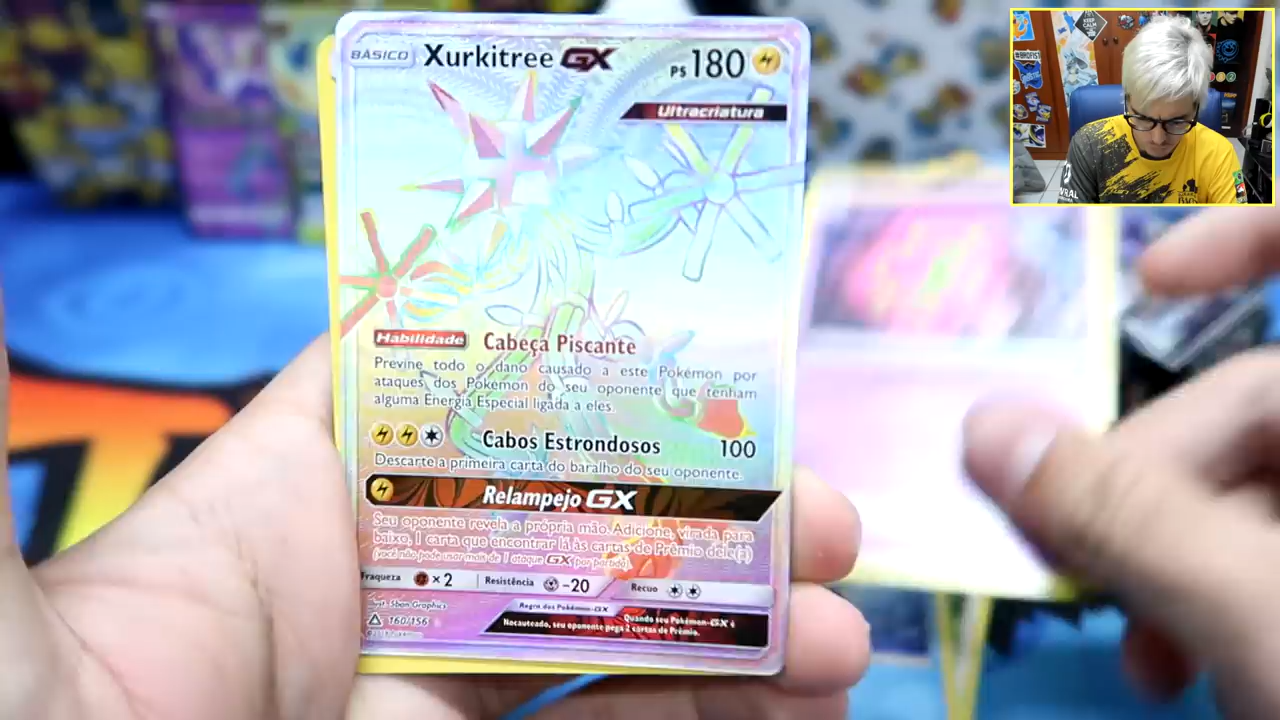 BÁSICO
Xurkitree GX
PS 180
Ultracriatura
Habilidade Cabeça Piscante
Previne todo o dano causado a este Pokémon por
ataques dos Pokémon do seu oponente que tenham
alguma Energia Especial ligada a eles.
Cabos Estrondosos 100
Descarte a primeira carta do baralho do seu oponente.
Relampejo GX
Seu oponente revela a própria mão. Adicione, virada para
baixo, 1 carta que encontrar lá às cartas de Prêmio dele(a)
(você não pode usar mais de 1 ataque GX por partida).
Fraqueza ×2 Resistência -20 Recuo
5ban Graphics
160/156
Regra dos Pokémon-GX
Quando seu Pokémon-GX é
Nocauteado, seu oponente pega 2 cartas de Prêmio.
KEEP
CALM